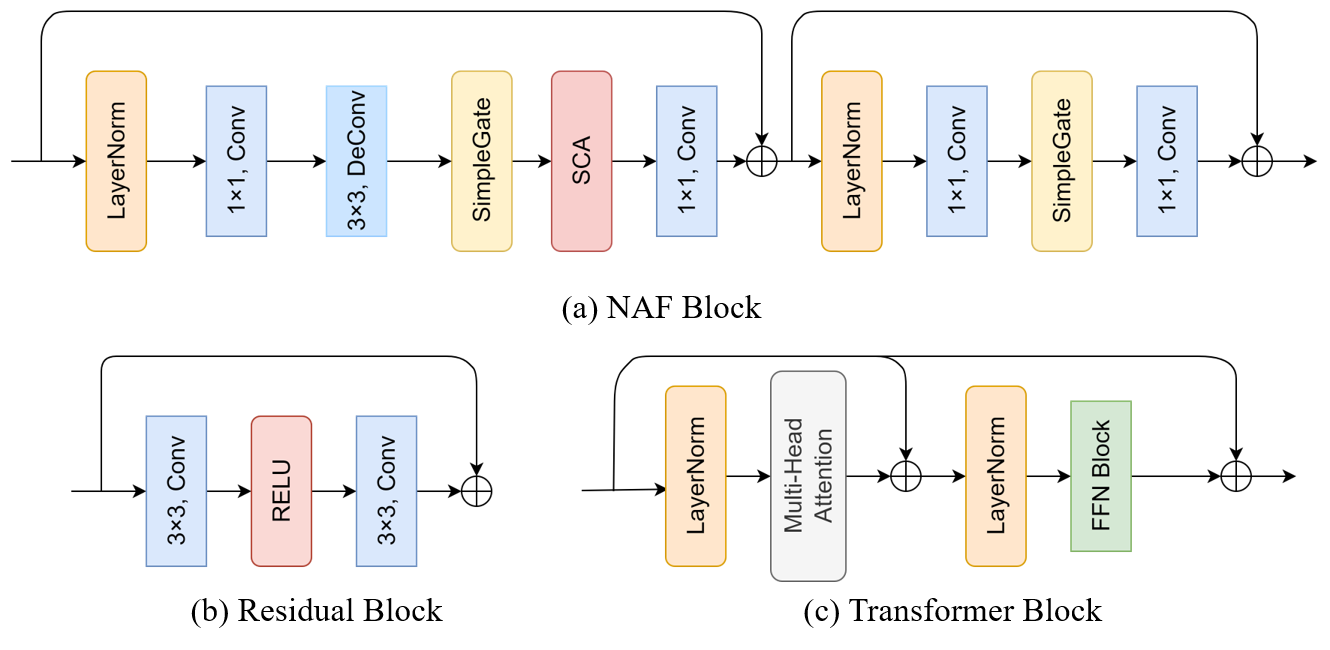 LayerNorm
1×1, Conv
3×3, DeConv
SimpleGate
SCA
1×1, Conv
LayerNorm
1×1, Conv
SimpleGate
1×1, Conv
(a) NAF Block
3×3, Conv
RELU
3×3, Conv
(b) Residual Block
LayerNorm
Multi-Head
Attention
LayerNorm
FFN Block
(c) Transformer Block